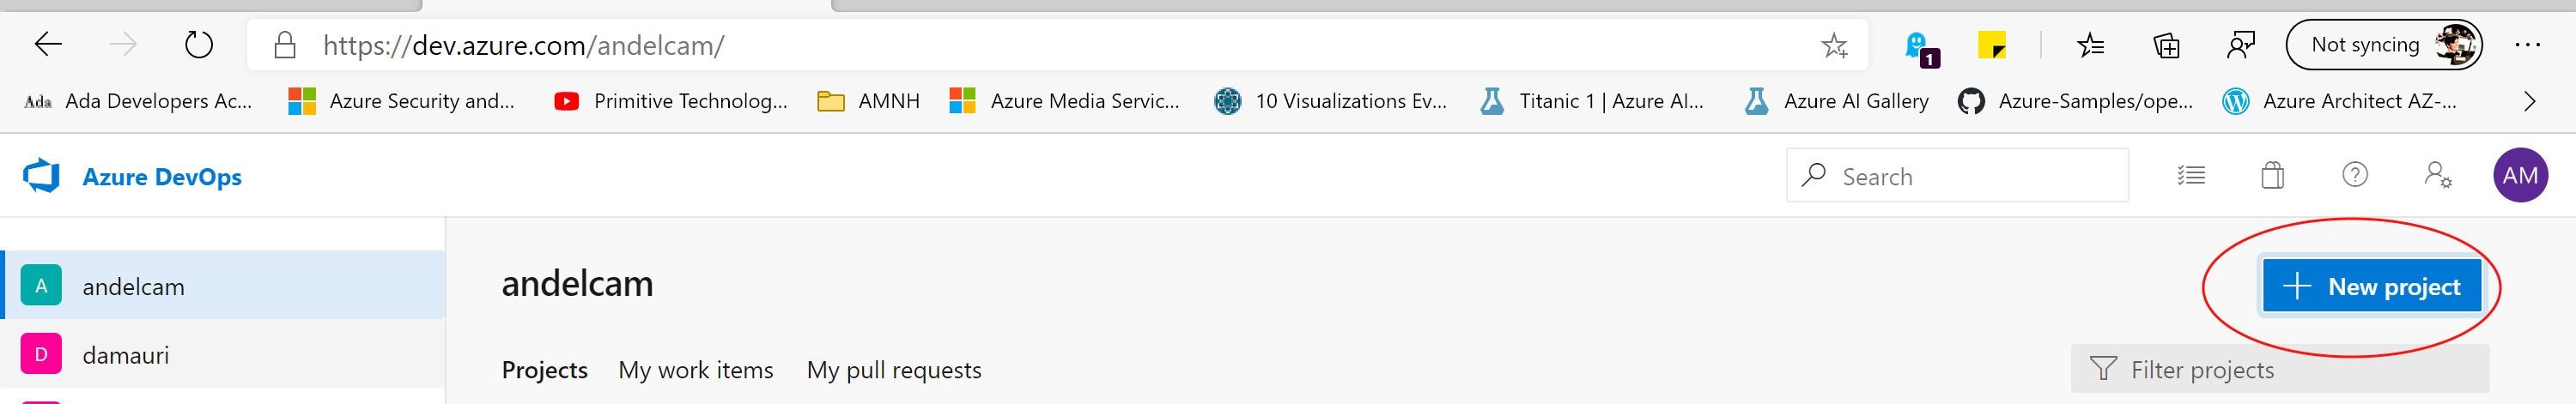 https://dev.azure.com/andelcam/
1
Not syncing
Ada Ada Developers Ac...
Azure Security and...
Primitive Technolog...
AMNH
Azure Media Servic...
10 Visualizations Ev...
Titanic 1 | Azure AI...
Azure AI Gallery
Azure-Samples/ope...
Azure Architect AZ-...
Azure DevOps
Search
AM
A andelcam
D damauri
andelcam
New project
Projects My work items My pull requests
Filter projects